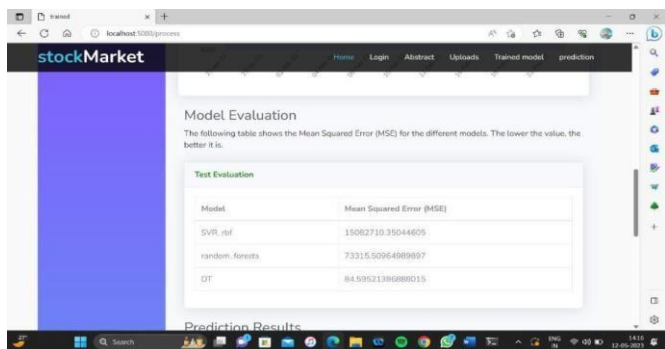 trained
localhost:5000/process
stockMarket
Home Login Abstract Uploads Trained model prediction
Model Evaluation
The following table shows the Mean Squared Error (MSE) for the different models. The lower the value, the
better it is.
Test Evaluation
Model Mean Squared Error (MSE)
SVR_rbf 15082710.35044605
random_forests 73315.50964989897
DT 84.59521386888015
Prediction Results
27°
Search
ENG
IN
14:16
12-05-2023